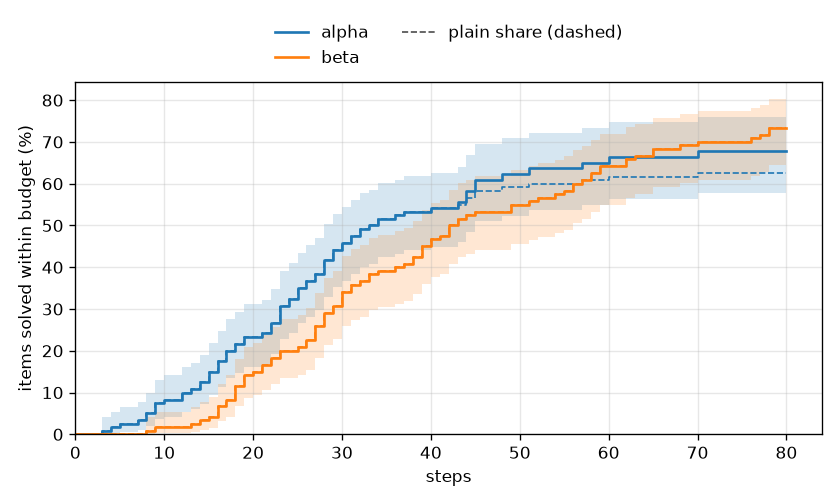 alpha
beta
plain share (dashed)
items solved within budget (%)
80
70
60
50
40
30
20
10
0
0 10 20 30 40 50 60 70 80
steps